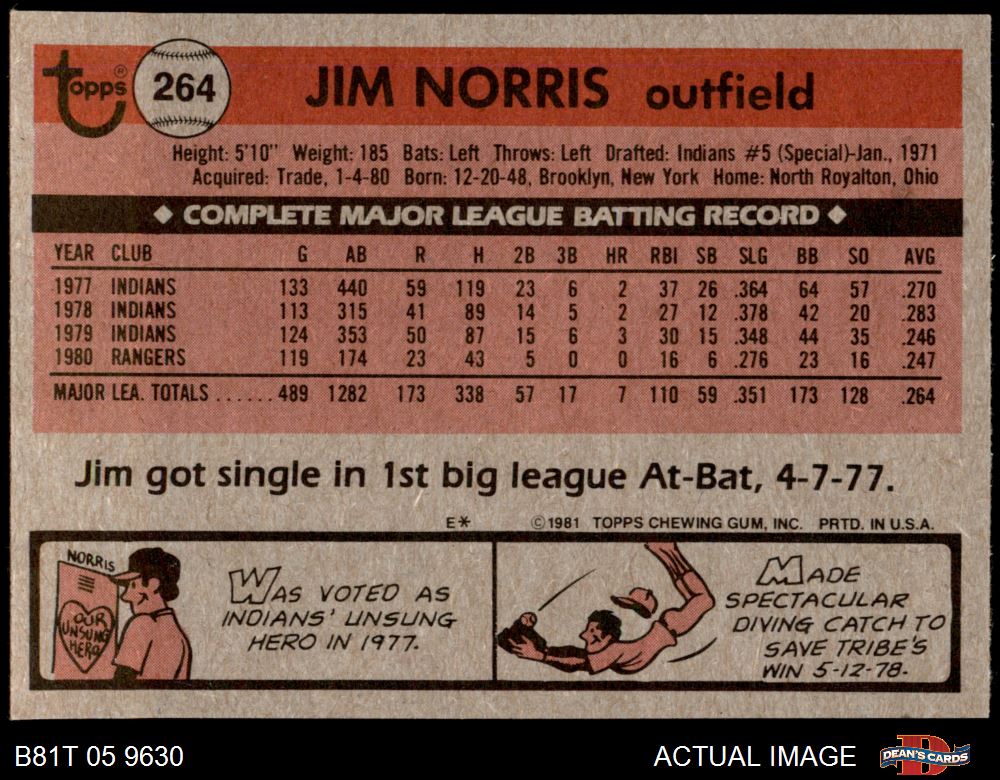 topps® 264 JIM NORRIS outfield
Height: 5'10" Weight: 185 Bats: Left Throws: Left Drafted: Indians #5 (Special)-Jan., 1971
Acquired: Trade, 1-4-80 Born: 12-20-48, Brooklyn, New York Home: North Royalton, Ohio
◆ COMPLETE MAJOR LEAGUE BATTING RECORD ◆
YEAR CLUB G AB R H 2B 3B HR RBI SB SLG BB SO AVG
1977 INDIANS 133 440 59 119 23 6 2 37 26 .364 64 57 .270
1978 INDIANS 113 315 41 89 14 5 2 27 12 .378 42 20 .283
1979 INDIANS 124 353 50 87 15 6 3 30 15 .348 44 35 .246
1980 RANGERS 119 174 23 43 5 0 0 16 6 .276 23 16 .247
MAJOR LEA. TOTALS ...... 489 1282 173 338 57 17 7 110 59 .351 173 128 .264
Jim got single in 1st big league At-Bat, 4-7-77.
E* ©1981 TOPPS CHEWING GUM, INC. PRTD. IN U.S.A.
NORRIS
OUR
UNSUNG
HERO
WAS VOTED AS
INDIANS' UNSUNG
HERO IN 1977.
MADE
SPECTACULAR
DIVING CATCH TO
SAVE TRIBE'S
WIN 5-12-78.
B81T 05 9630 ACTUAL IMAGE DEAN'S CARDS